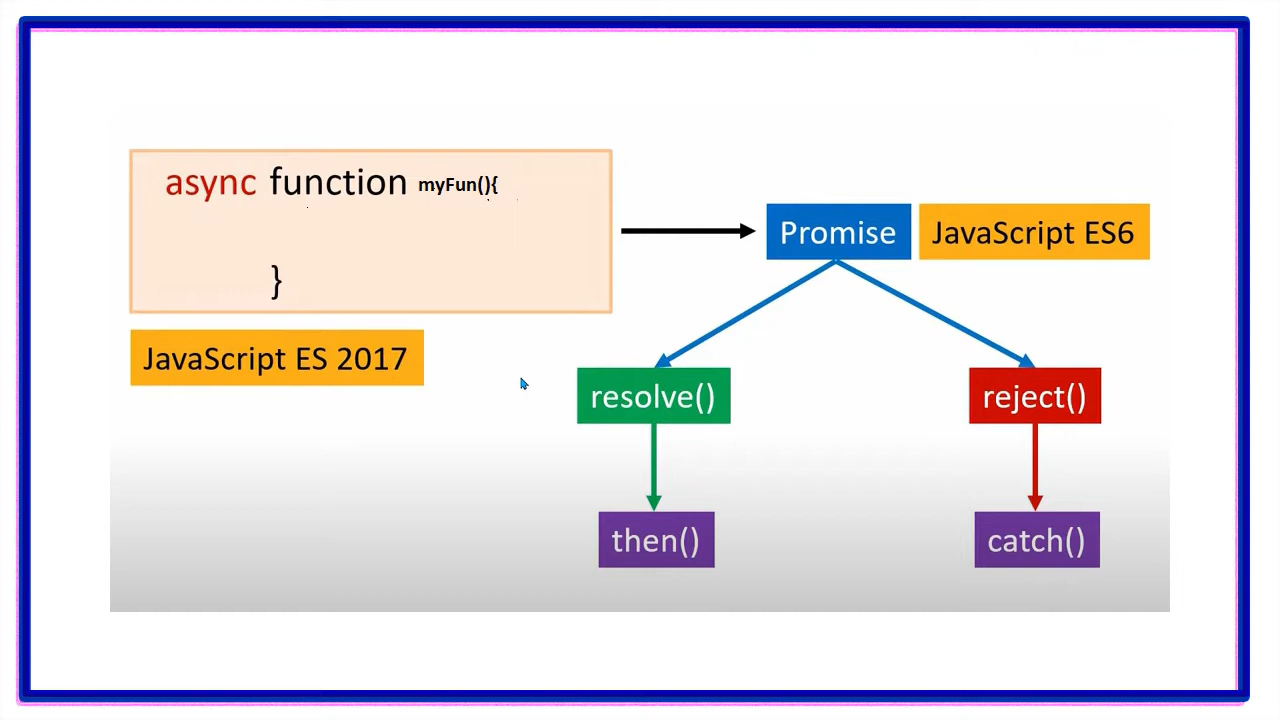 async function myFun(){
}
JavaScript ES 2017
Promise
JavaScript ES6
resolve()
reject()
then()
catch()